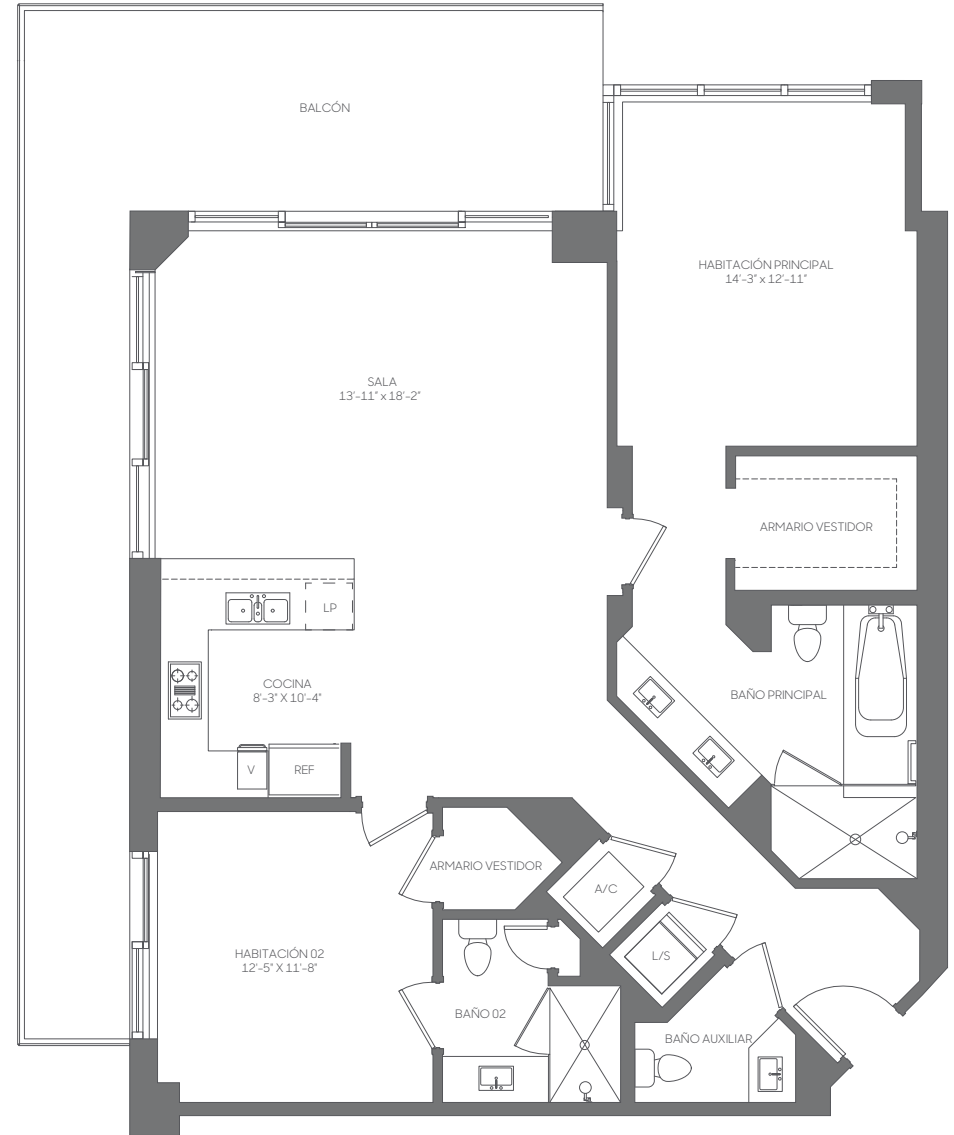 BALCÓN
HABITACIÓN PRINCIPAL
14'-3" x 12'-11"
SALA
13'-11" x 18'-2"
ARMARIO VESTIDOR
LP
COCINA
8'-3" X 10'-4"
BAÑO PRINCIPAL
V
REF
ARMARIO VESTIDOR
A/C
HABITACIÓN 02
12'-5" X 11'-8"
L/S
BAÑO 02
BAÑO AUXILIAR